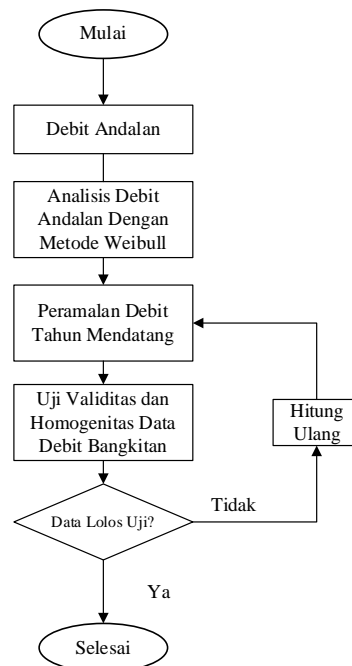 Mulai
Debit Andalan
Analisis Debit
Andalan Dengan
Metode Weibull
Peramalan Debit
Tahun Mendatang
Uji Validitas dan
Homogenitas Data
Debit Bangkitan
Hitung
Ulang
Data Lolos Uji?
Tidak
Ya
Selesai